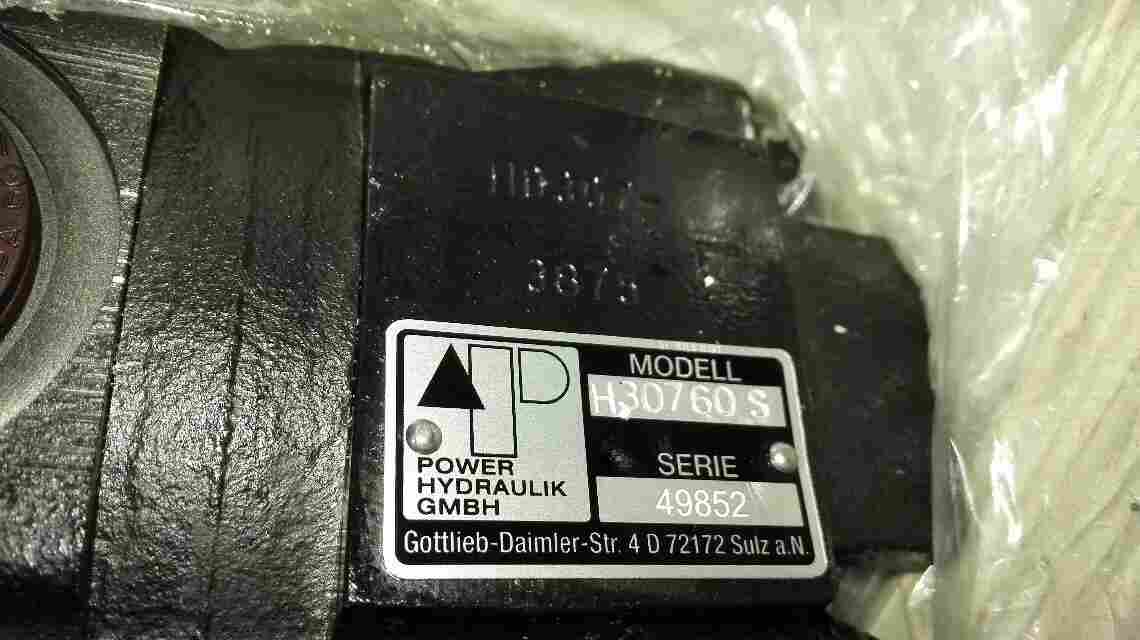 3875
MODELL
H30760 S
POWER
HYDRAULIK
GMBH
SERIE
49852
Gottlieb-Daimler-Str. 4 D 72172 Sulz a.N.